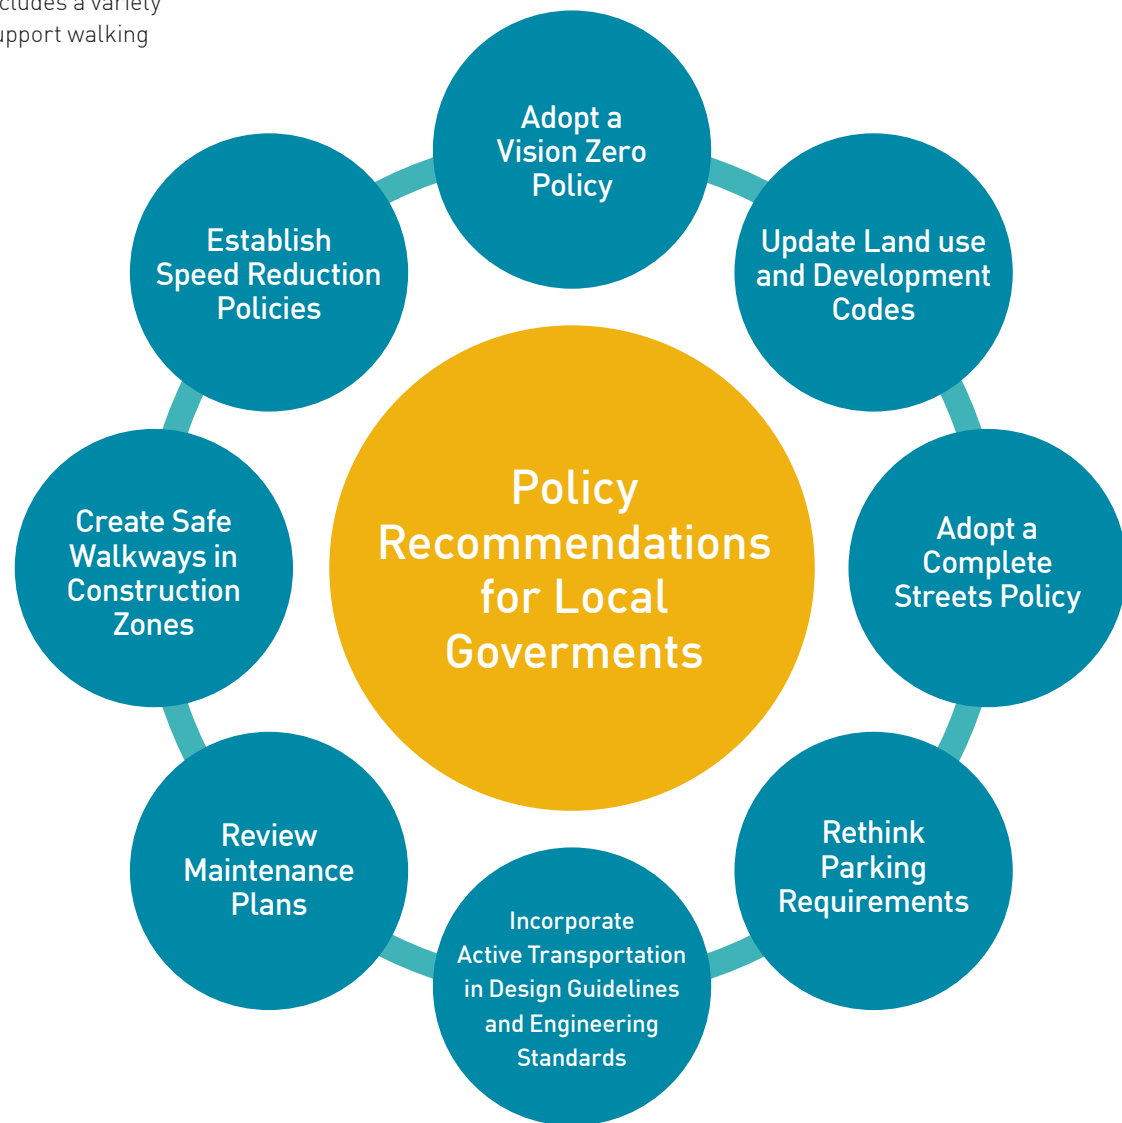 a variety
walking
Adopt a
Vision Zero
Policy
Update Land use
and Development
Codes
Adopt a
Complete
Streets Policy
Rethink
Parking
Requirements
Incorporate
Active Transportation
in Design Guidelines
and Engineering
Standards
Review
Maintenance
Plans
Create Safe
Walkways in
Construction
Zones
Establish
Speed Reduction
Policies
Policy
Recommendations
for Local
Goverments